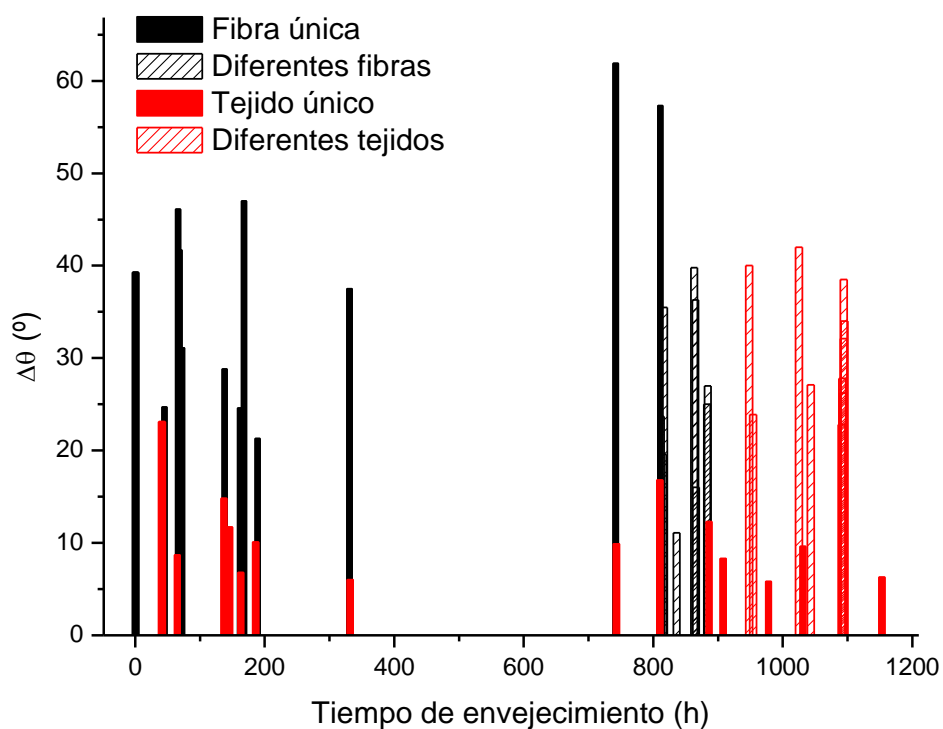 Fibra única
Diferentes fibras
Tejido único
Diferentes tejidos
60
50
40
30
20
10
0
Δθ (º)
0 200 400 600 800 1000 1200
Tiempo de envejecimiento (h)